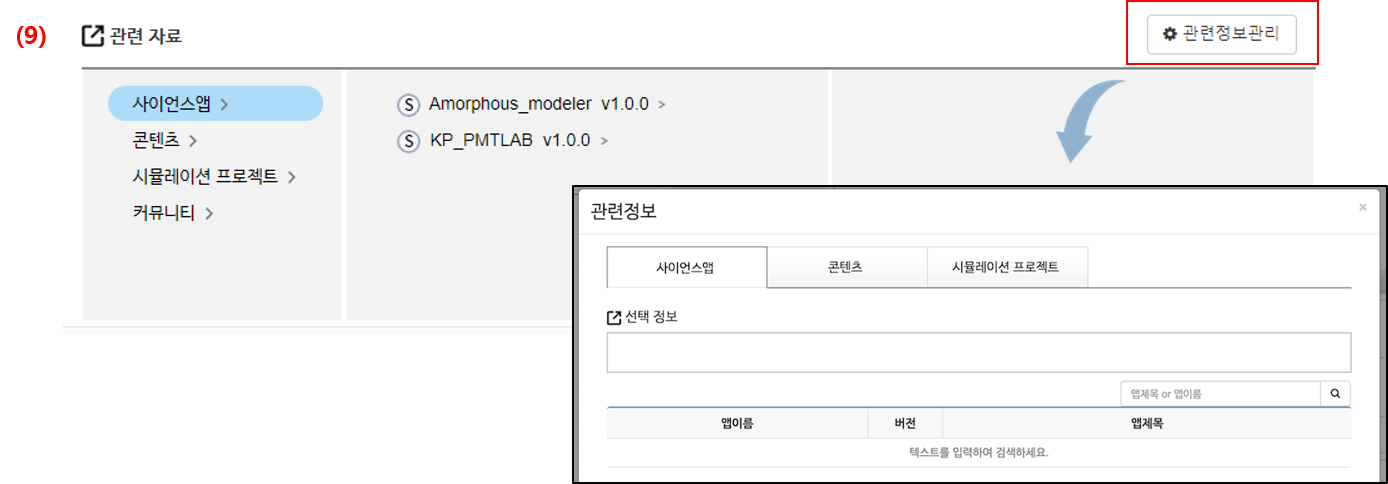 (9) 관련 자료 관련정보관리
사이언스앱 >
콘텐츠 >
시뮬레이션 프로젝트 >
커뮤니티 >
S Amorphous_modeler v1.0.0 >
S KP_PMTLAB v1.0.0 >
관련정보 ×
사이언스앱 콘텐츠 시뮬레이션 프로젝트
선택 정보
앱제목 or 앱이름
앱이름 버전 앱제목
텍스트를 입력하여 검색하세요.